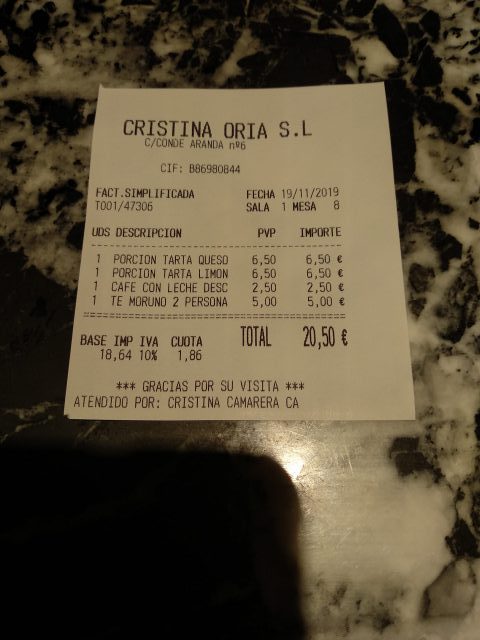 CRISTINA ORIA S.L
C/CONDE ARANDA nº6
CIF: B86980844
FACT.SIMPLIFICADA FECHA 19/11/2019
T001/47306 SALA 1 MESA 8
UDS DESCRIPCION PVP IMPORTE
1 PORCION TARTA QUESO 6,50 6,50 €
1 PORCION TARTA LIMON 6,50 6,50 €
1 CAFE CON LECHE DESC 2,50 2,50 €
1 TE MORUNO 2 PERSONA 5,00 5,00 €
BASE IMP IVA CUOTA TOTAL 20,50 €
18,64 10% 1,86
*** GRACIAS POR SU VISITA ***
ATENDIDO POR: CRISTINA CAMARERA CA